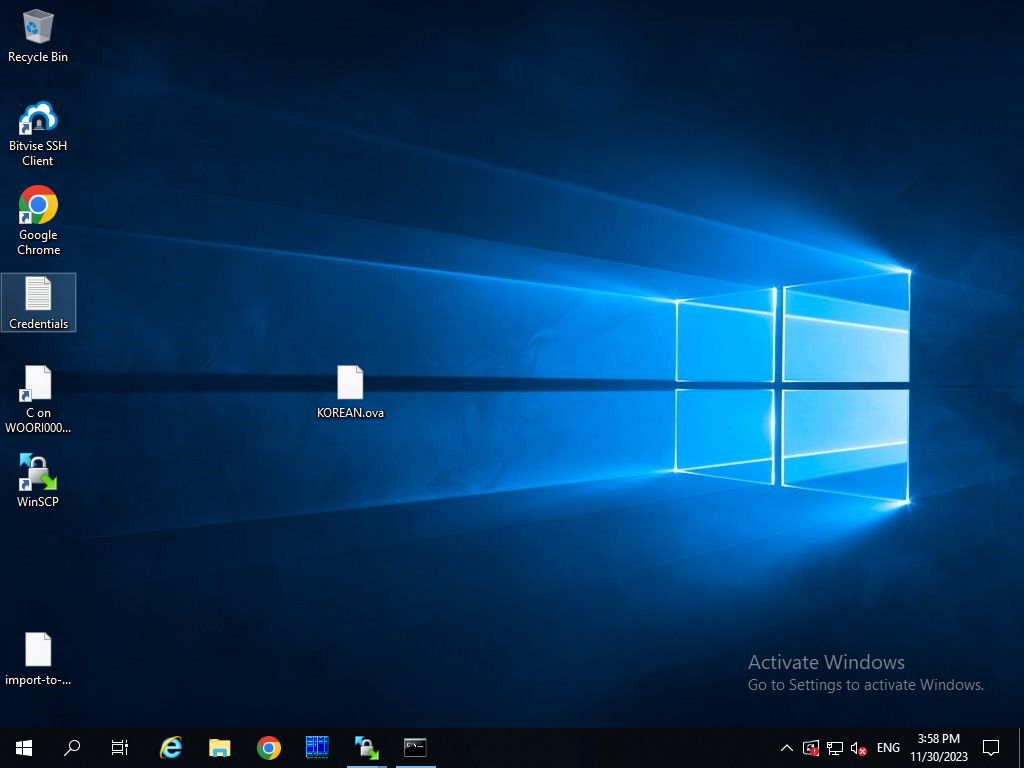 Recycle Bin
Bitvise SSH
Client
Google
Chrome
Credentials
C on
WOORI000...
KOREAN.ova
WinSCP
import-to-...
Activate Windows
Go to Settings to activate Windows.
ENG
3:58 PM
11/30/2023